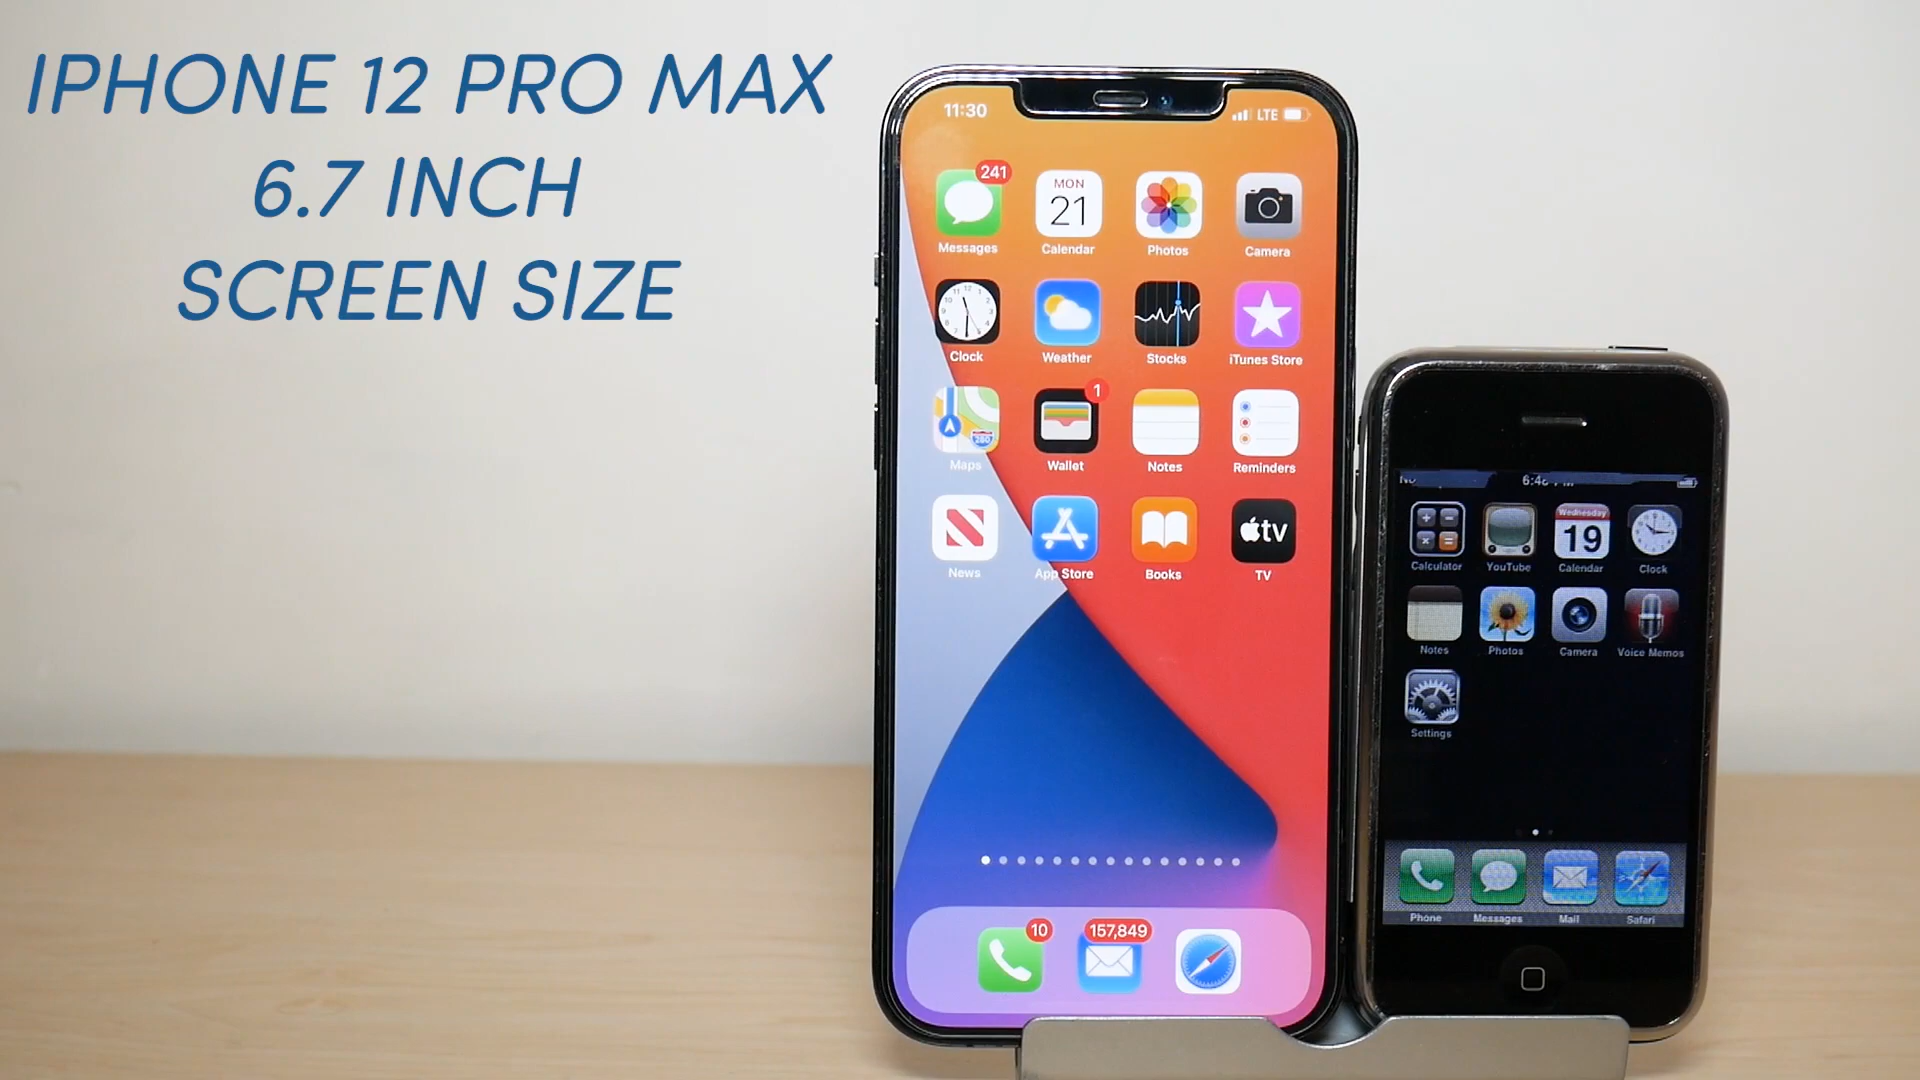 IPHONE 12 PRO MAX
6.7 INCH
SCREEN SIZE
11:30
LTE
241
Messages
MON
21
Calendar
Photos
Camera
Clock
Weather
Stocks
iTunes Store
280
Maps
1
Wallet
Notes
Reminders
News
App Store
Books
tv
TV
10
157,849
Calculator
YouTube
Wednesday
19
Calendar
Clock
Notes
Photos
Camera
Voice Memos
Settings
Phone
Messages
Mail
Safari